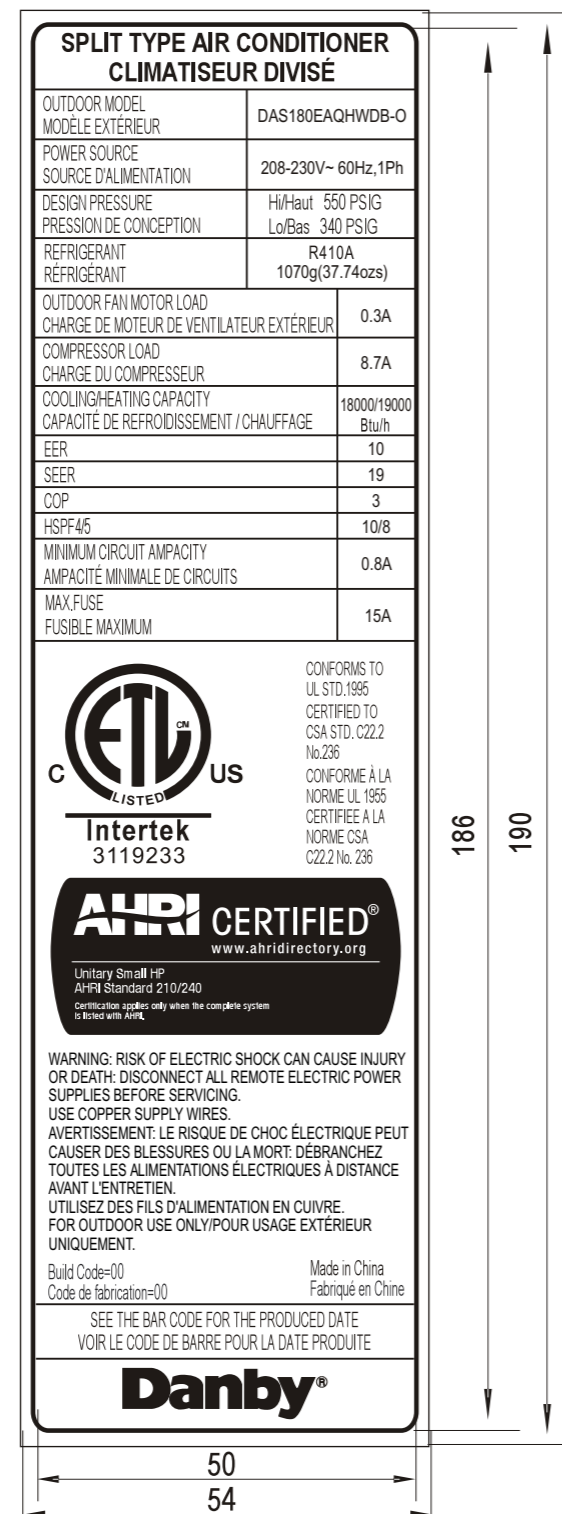 SPLIT TYPE AIR CONDITIONER
CLIMATISEUR DIVISÉ
OUTDOOR MODEL
MODÈLE EXTÉRIEUR
DAS180EAQHWDB-O
POWER SOURCE
SOURCE D'ALIMENTATION
208-230V~ 60Hz,1Ph
DESIGN PRESSURE
PRESSION DE CONCEPTION
Hi/Haut 550 PSIG
Lo/Bas 340 PSIG
REFRIGERANT
RÉFRIGÉRANT
R410A
1070g(37.74ozs)
OUTDOOR FAN MOTOR LOAD
CHARGE DE MOTEUR DE VENTILATEUR EXTÉRIEUR
0.3A
COMPRESSOR LOAD
CHARGE DU COMPRESSEUR
8.7A
COOLING/HEATING CAPACITY
CAPACITÉ DE REFROIDISSEMENT / CHAUFFAGE
18000/19000
Btu/h
EER 10
SEER 19
COP 3
HSPF4/5 10/8
MINIMUM CIRCUIT AMPACITY
AMPACITÉ MINIMALE DE CIRCUITS
0.8A
MAX,FUSE
FUSIBLE MAXIMUM
15A
ETL
CM
LISTED
C US
Intertek
3119233
CONFORMS TO
UL STD.1995
CERTIFIED TO
CSA STD. C22.2
No.236
CONFORME À LA
NORME UL 1955
CERTIFIEE A LA
NORME CSA
C22.2 No. 236
AHRI CERTIFIED®
www.ahridirectory.org
Unitary Small HP
AHRI Standard 210/240
Certification applies only when the complete system
is listed with AHRI.
WARNING: RISK OF ELECTRIC SHOCK CAN CAUSE INJURY
OR DEATH: DISCONNECT ALL REMOTE ELECTRIC POWER
SUPPLIES BEFORE SERVICING.
USE COPPER SUPPLY WIRES.
AVERTISSEMENT: LE RISQUE DE CHOC ÉLECTRIQUE PEUT
CAUSER DES BLESSURES OU LA MORT: DÉBRANCHEZ
TOUTES LES ALIMENTATIONS ÉLECTRIQUES À DISTANCE
AVANT L'ENTRETIEN.
UTILISEZ DES FILS D'ALIMENTATION EN CUIVRE.
FOR OUTDOOR USE ONLY/POUR USAGE EXTÉRIEUR
UNIQUEMENT.
Build Code=00
Code de fabrication=00
Made in China
Fabriqué en Chine
SEE THE BAR CODE FOR THE PRODUCED DATE
VOIR LE CODE DE BARRE POUR LA DATE PRODUITE
Danby®
186
190
50
54